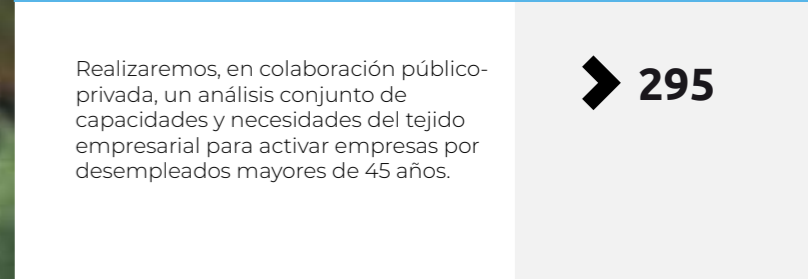 Realizaremos, en colaboración público-
privada, un análisis conjunto de
capacidades y necesidades del tejido
empresarial para activar empresas por
desempleados mayores de 45 años.
295